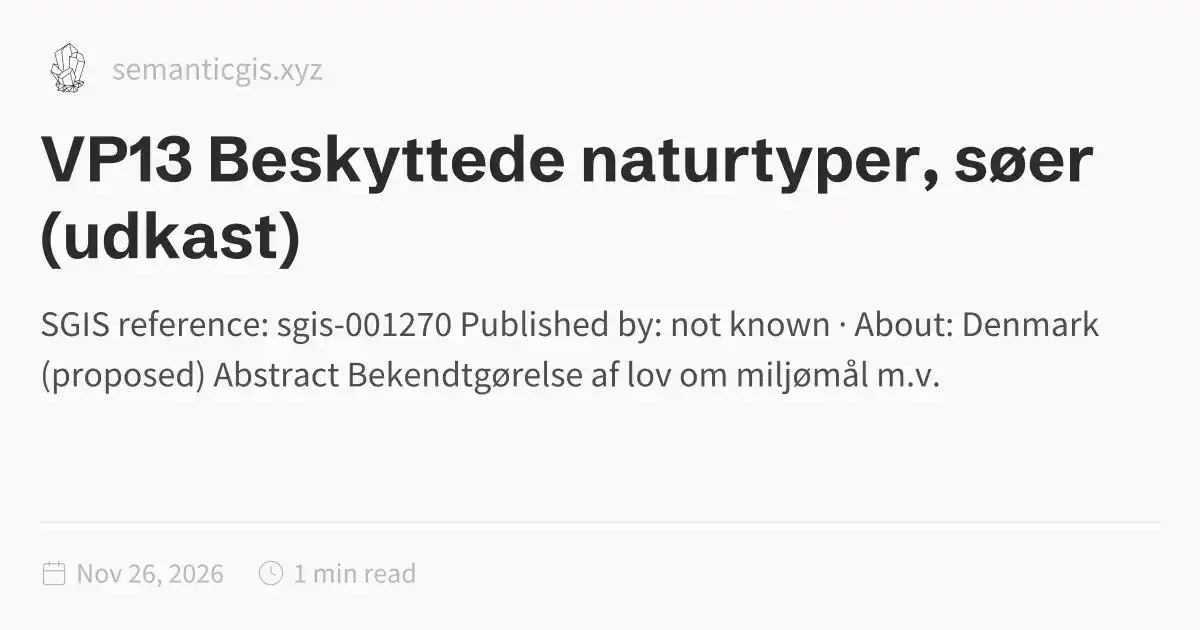 semanticgis.xyz
VP13 Beskyttede naturtyper, søer
(udkast)
SGIS reference: sgis-001270 Published by: not known · About: Denmark
(proposed) Abstract Bekendtgørelse af lov om miljømål m.v.
Nov 26, 2026 1 min read